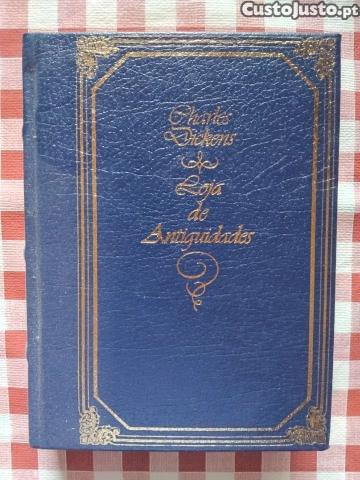 CustoJusto.pt
Charles
Dickens
Loja
de
Antiguidades